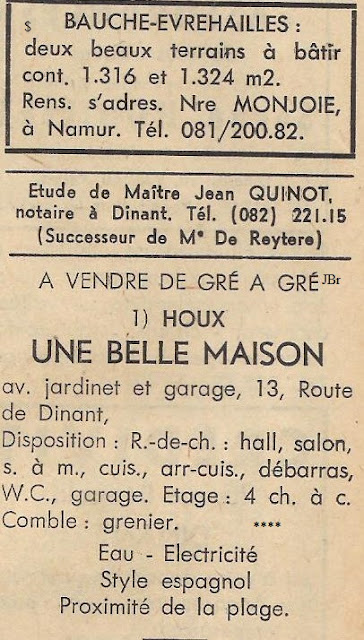 $ BAUCHE-EVREHAILLES :
deux beaux terrains à bâtir
cont. 1.316 et 1.324 m2.
Rens. s'adres. Nre MONJOIE,
à Namur. Tél. 081/200.82.
Etude de Maître Jean QUINOT,
notaire à Dinant. Tél. (082) 221.15
(Successeur de Me De Reytere)
A VENDRE DE GRÉ A GRÉ JBr
1) HOUX
UNE BELLE MAISON
av. jardinet et garage, 13, Route
de Dinant,
Disposition : R.-de-ch. : hall, salon,
s. à m., cuis., arr-cuis., débarras,
W.C., garage. Etage : 4 ch. à c.
Comble : grenier. ****
Eau - Electricité
Style espagnol
Proximité de la plage.